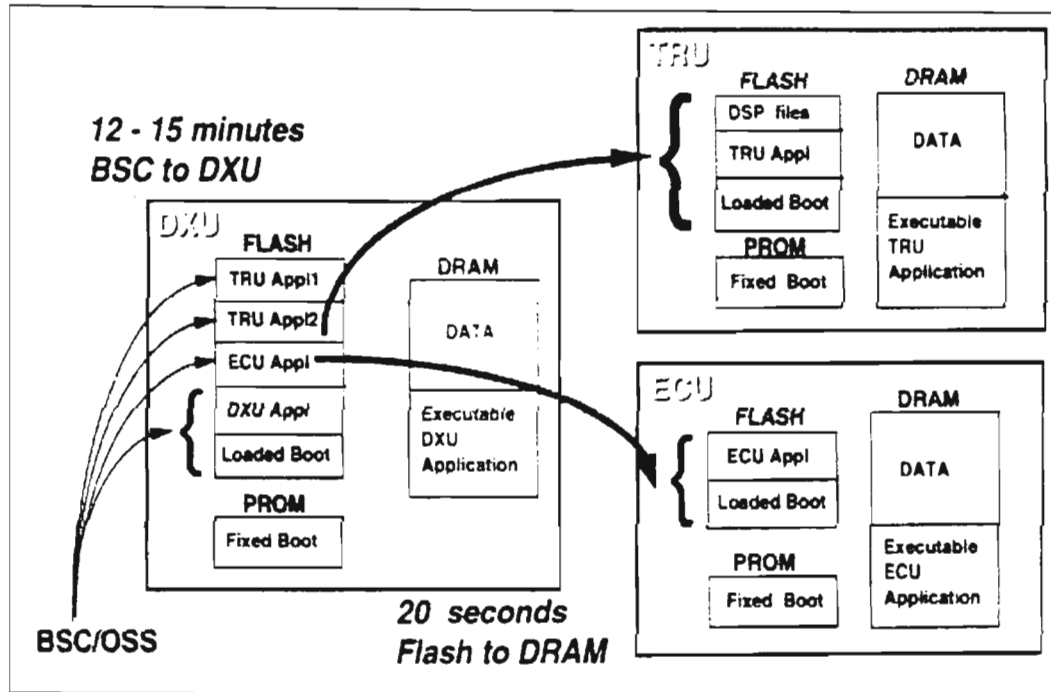 12 - 15 minutes
BSC to DXU
DXU
FLASH
TRU Appl1
TRU Appl2
ECU Appl
DXU Appl
Loaded Boot
PROM
Fixed Boot
DRAM
DATA
Executable
DXU
Application
BSC/OSS
20 seconds
Flash to DRAM
TRU
FLASH
DSP files
TRU Appl
Loaded Boot
PROM
Fixed Boot
DRAM
DATA
Executable
TRU
Application
ECU
FLASH
ECU Appl
Loaded Boot
PROM
Fixed Boot
DRAM
DATA
Executable
ECU
Application